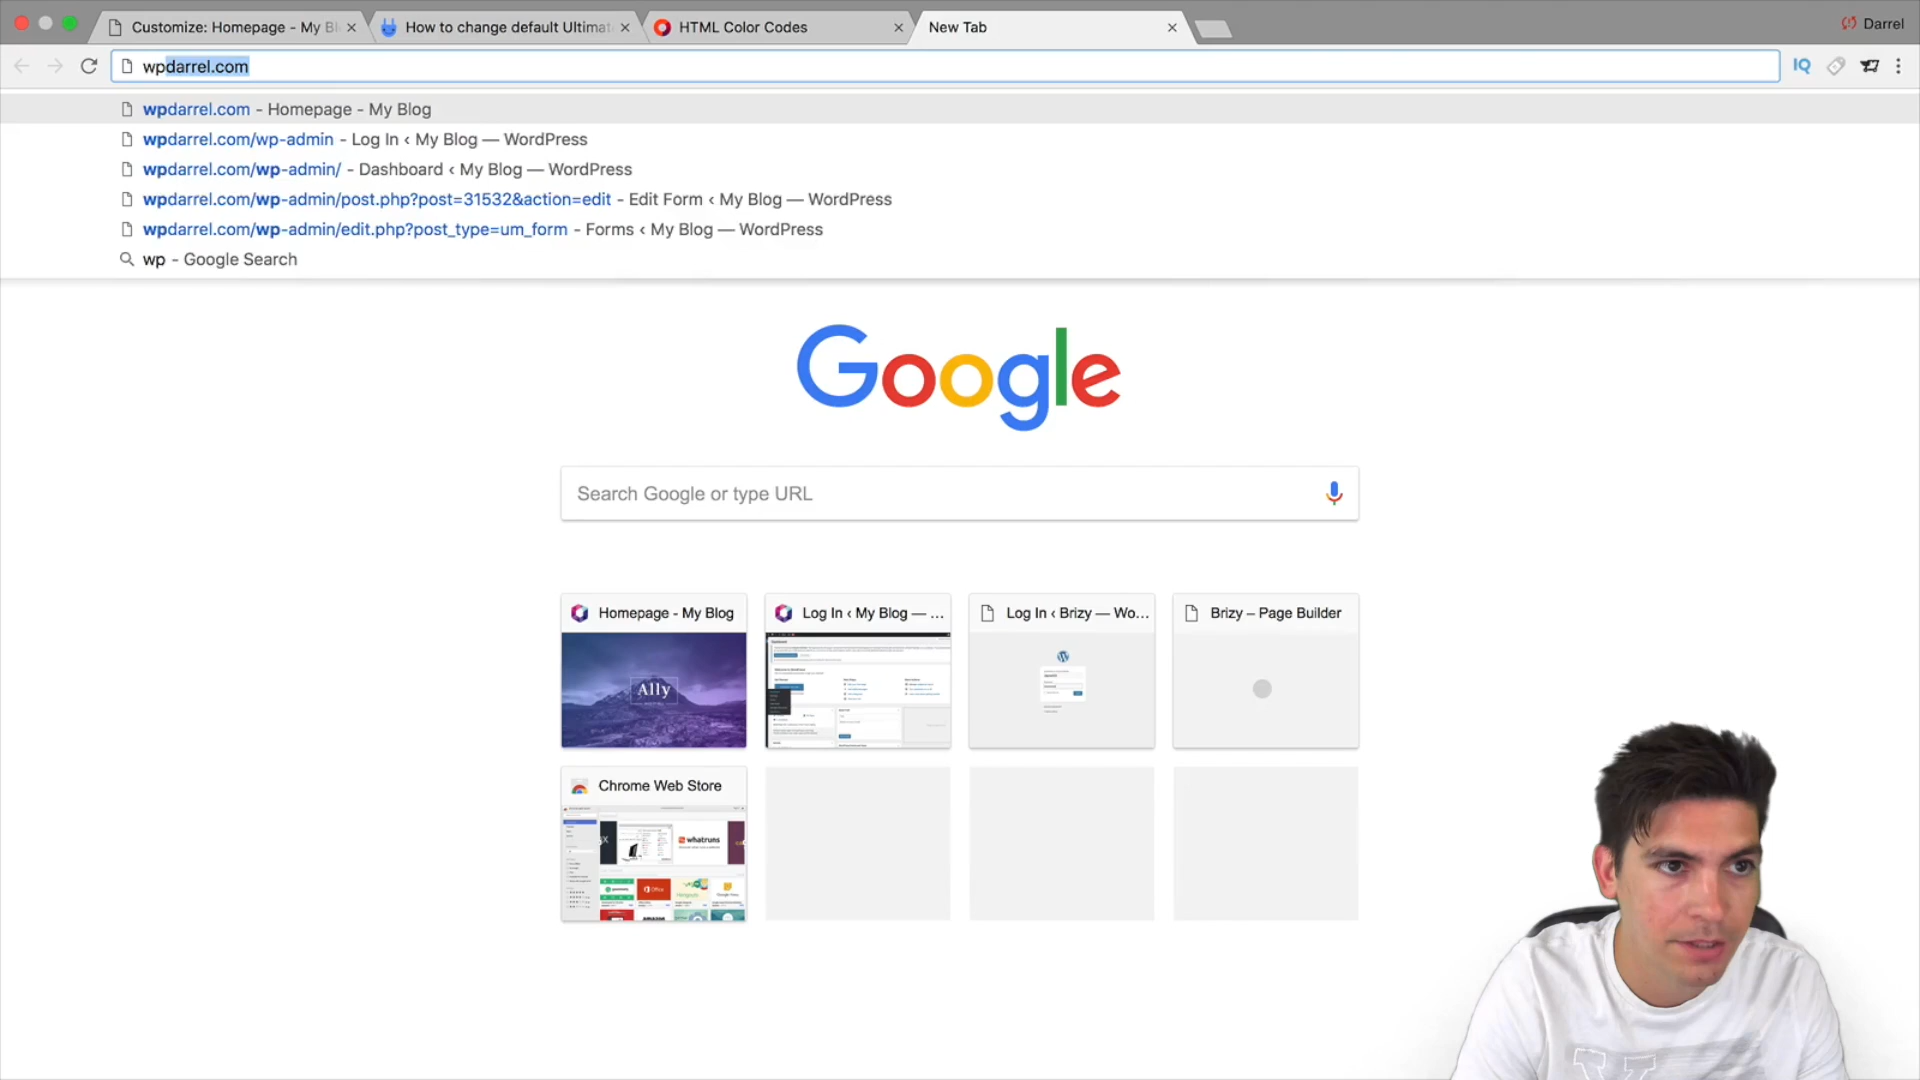 Customize: Homepage - My Bl
How to change default Ultimat
HTML Color Codes
New Tab
Darrel
wpdarrel.com
IQ
wpdarrel.com - Homepage - My Blog
wpdarrel.com/wp-admin - Log In ‹ My Blog — WordPress
wpdarrel.com/wp-admin/ - Dashboard ‹ My Blog — WordPress
wpdarrel.com/wp-admin/post.php?post=31532&action=edit - Edit Form ‹ My Blog — WordPress
wpdarrel.com/wp-admin/edit.php?post_type=um_form - Forms ‹ My Blog — WordPress
wp - Google Search
Google
Search Google or type URL
Homepage - My Blog
Log In ‹ My Blog — ...
Log In ‹ Brizy — Wo...
Brizy – Page Builder
Ally
Chrome Web Store
whatruns
Office
amazon